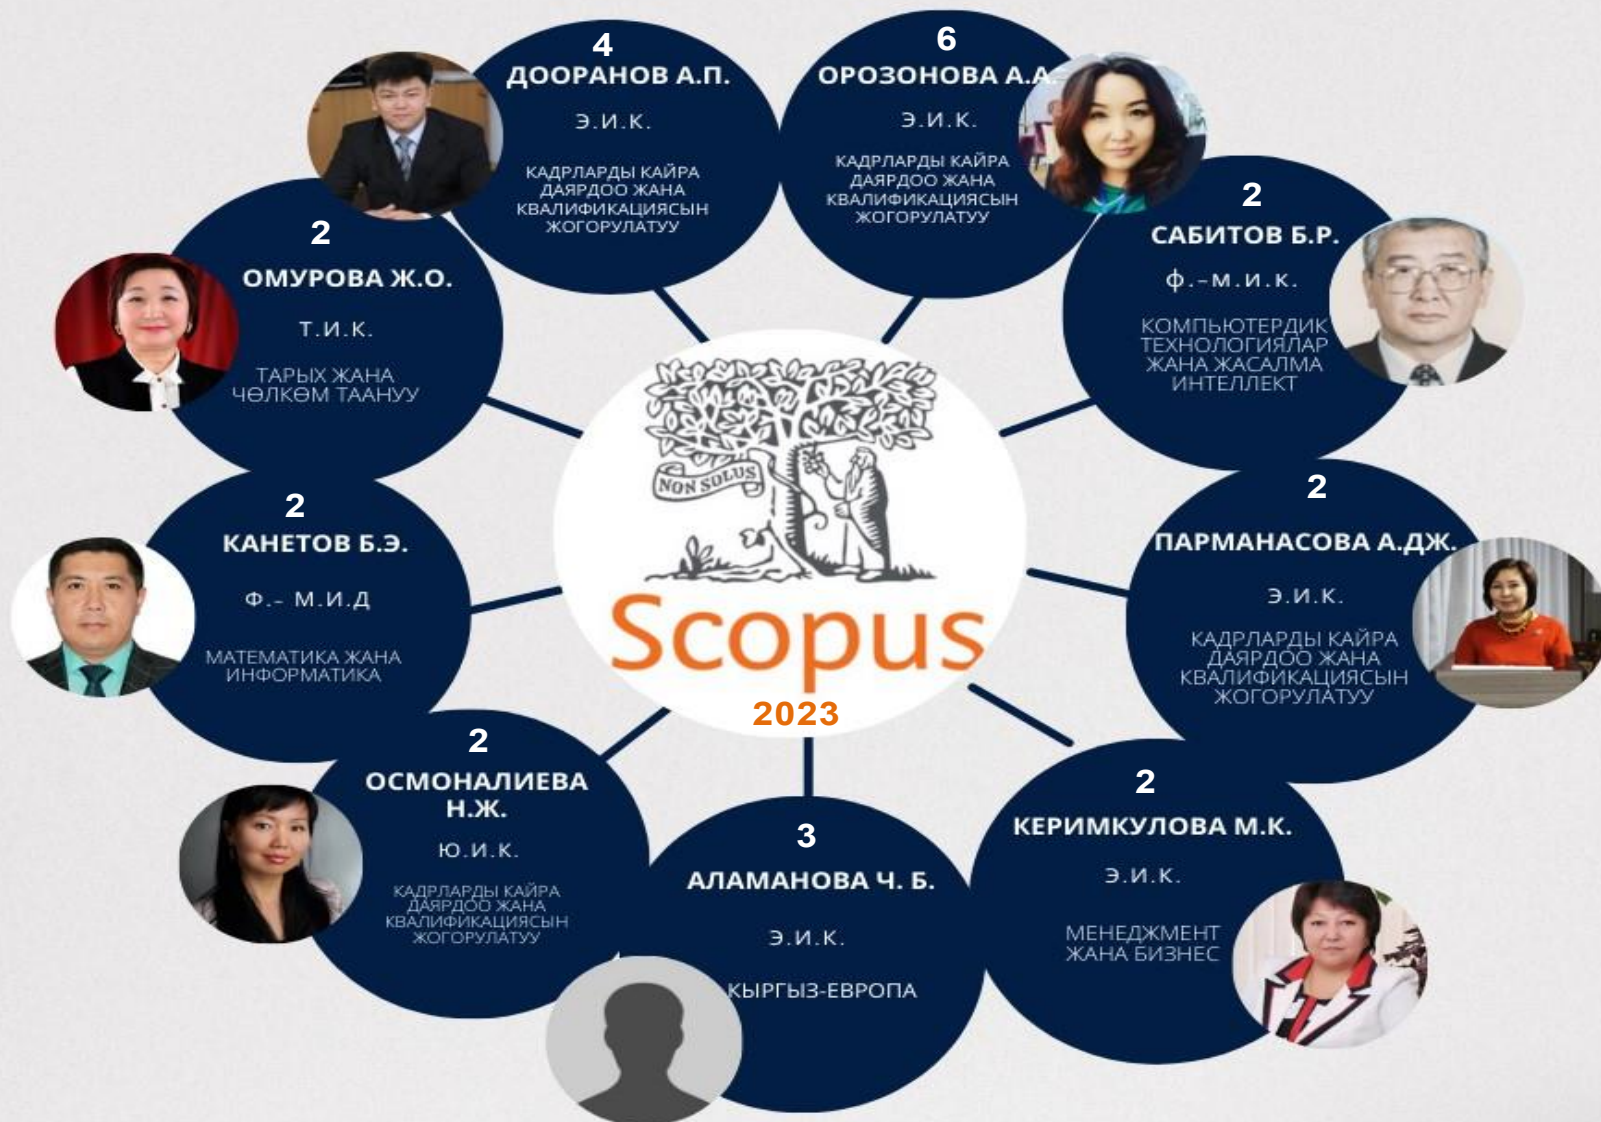 4
ДООРАНОВ А.П.
Э.И.К.
КАДРЛАРДЫ КАЙРА
ДАЯРДОО ЖАНА
КВАЛИФИКАЦИЯСЫН
ЖОГОРУЛАТУУ
6
ОРОЗОНОВА А.А.
Э.И.К.
КАДРЛАРДЫ КАЙРА
ДАЯРДОО ЖАНА
КВАЛИФИКАЦИЯСЫН
ЖОГОРУЛАТУУ
2
САБИТОВ Б.Р.
Ф.-М.И.К.
КОМПЬЮТЕРДИК
ТЕХНОЛОГИЯЛАР
ЖАНА ЖАСАЛМА
ИНТЕЛЛЕКТ
2
ОМУРОВА Ж.О.
Т.И.К.
ТАРЫХ ЖАНА
ЧӨЛКӨМ ТААНУУ
NON SOLUS
Scopus
2023
2
КАНЕТОВ Б.Э.
Ф.- М.И.Д
МАТЕМАТИКА ЖАНА
ИНФОРМАТИКА
2
ПАРМАНАСОВА А.ДЖ.
Э.И.К.
КАДРЛАРДЫ КАЙРА
ДАЯРДОО ЖАНА
КВАЛИФИКАЦИЯСЫН
ЖОГОРУЛАТУУ
2
ОСМОНАЛИЕВА
Н.Ж.
Ю.И.К.
КАДРЛАРДЫ КАЙРА
ДАЯРДОО ЖАНА
КВАЛИФИКАЦИЯСЫН
ЖОГОРУЛАТУУ
3
АЛАМАНОВА Ч. Б.
Э.И.К.
КЫРГЫЗ-ЕВРОПА
2
КЕРИМКУЛОВА М.К.
Э.И.К.
МЕНЕДЖМЕНТ
ЖАНА БИЗНЕС